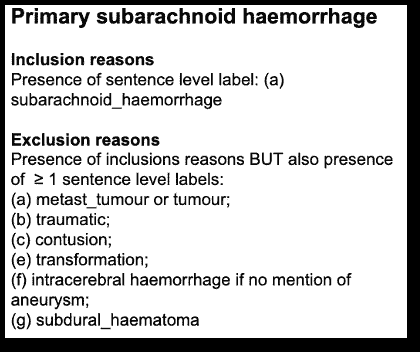 Primary subarachnoid haemorrhage
Inclusion reasons
Presence of sentence level label: (a)
subarachnoid_haemorrhage
Exclusion reasons
Presence of inclusions reasons BUT also presence
of ≥ 1 sentence level labels:
(a) metast_tumour or tumour;
(b) traumatic;
(c) contusion;
(e) transformation;
(f) intracerebral haemorrhage if no mention of
aneurysm;
(g) subdural_haematoma